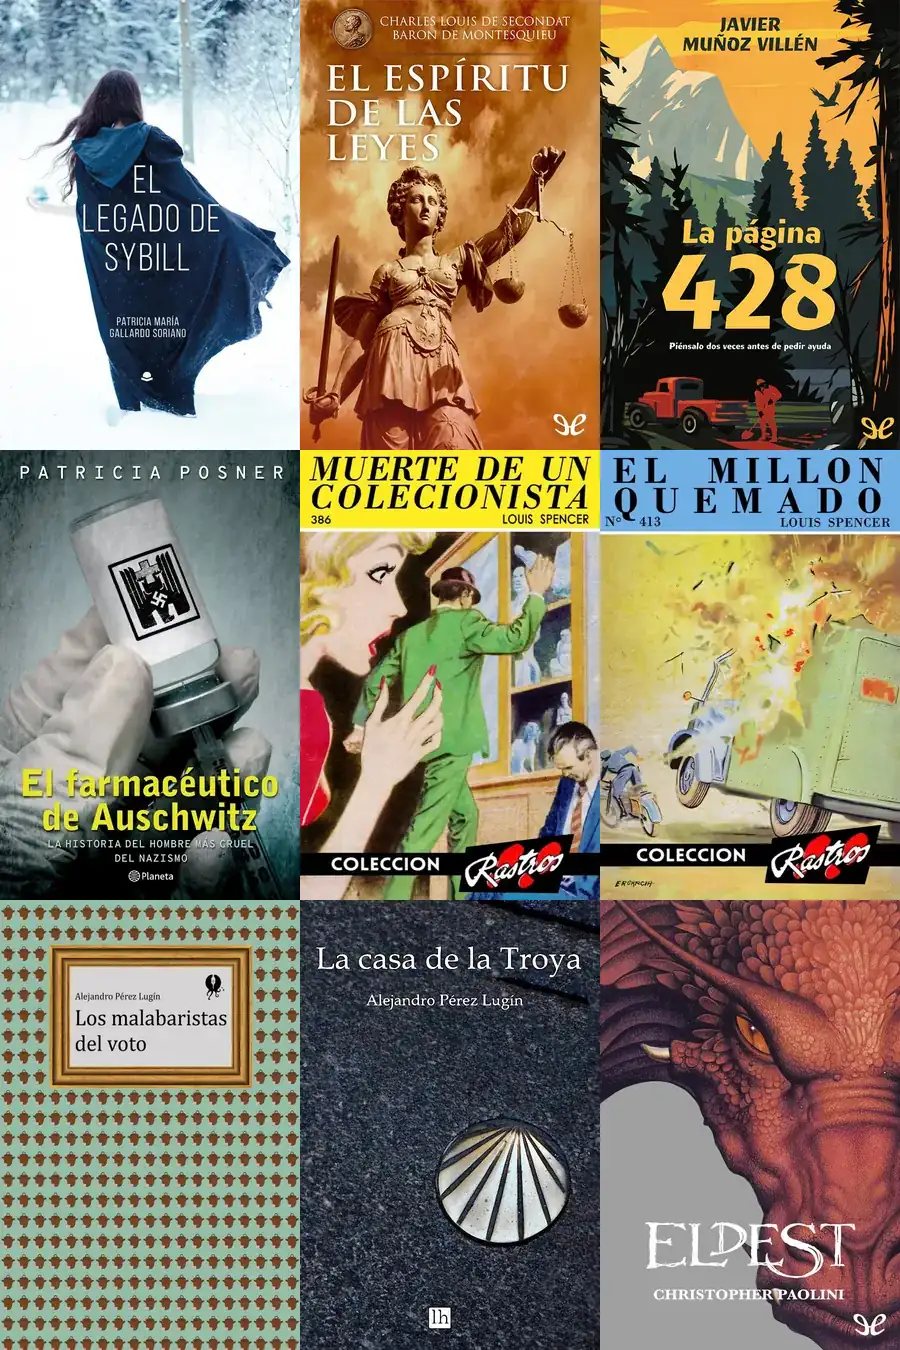 EL
LEGADO DE
SYBILL
PATRICIA MARÍA
GALLARDO SORIANO
CHARLES LOUIS DE SECONDAT
BARON DE MONTESQUIEU
EL ESPÍRITU
DE LAS
LEYES
JAVIER
MUÑOZ VILLÉN
La página
428
Piénsalo dos veces antes de pedir ayuda
PATRICIA POSNER
El farmacéutico
de Auschwitz
LA HISTORIA DEL HOMBRE MÁS CRUEL
DEL NAZISMO
Planeta
MUERTE DE UN
COLECIONISTA
386 LOUIS SPENCER
COLECCION Rastros
EL MILLON
QUEMADO
Nº 413 LOUIS SPENCER
COLECCION Rastros
Alejandro Pérez Lugín
Los malabaristas
del voto
La casa de la Troya
Alejandro Pérez Lugín
lh
ELDEST
CHRISTOPHER PAOLINI